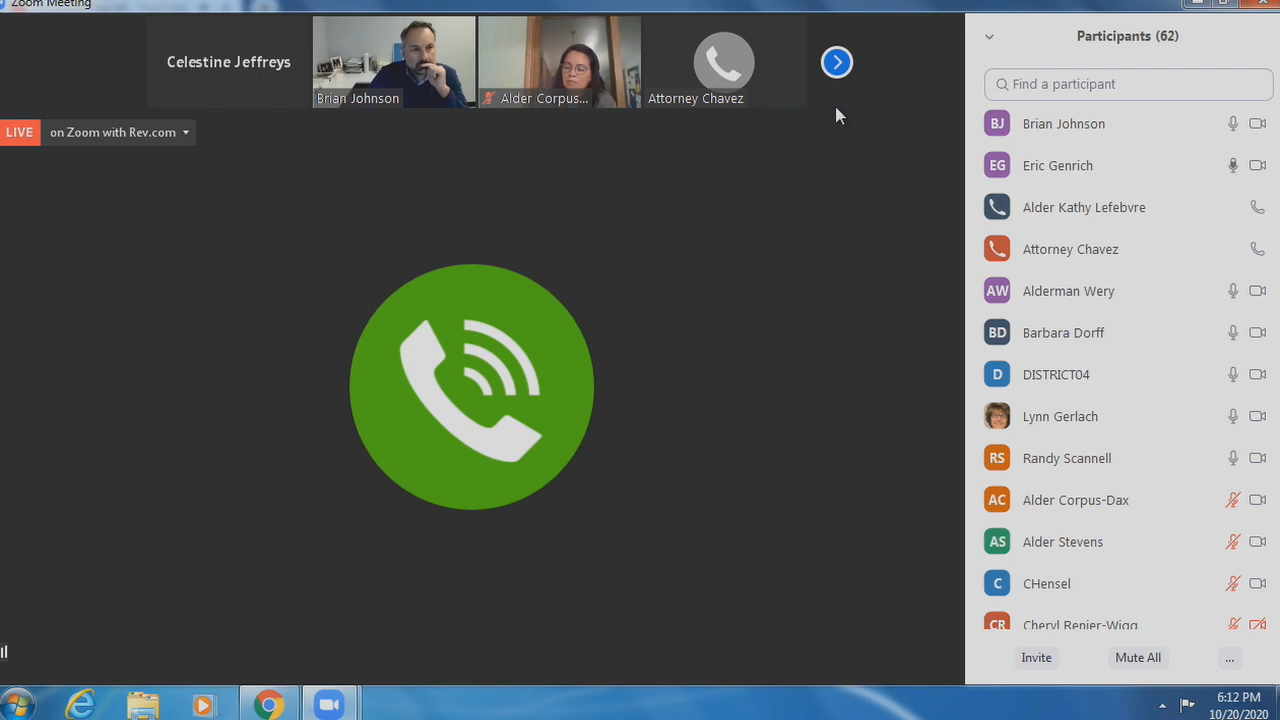 Zoom Meeting
Celestine Jeffreys
Brian Johnson
Alder Corpus...
Attorney Chavez
LIVE
on Zoom with Rev.com
Participants (62)
Find a participant
BJ Brian Johnson
EG Eric Genrich
Alder Kathy Lefebvre
Attorney Chavez
AW Alderman Wery
BD Barbara Dorff
D DISTRICT04
Lynn Gerlach
RS Randy Scannell
AC Alder Corpus-Dax
AS Alder Stevens
C CHensel
CR Cheryl Renier-Wigg
Invite
Mute All
...
6:12 PM
10/20/2020